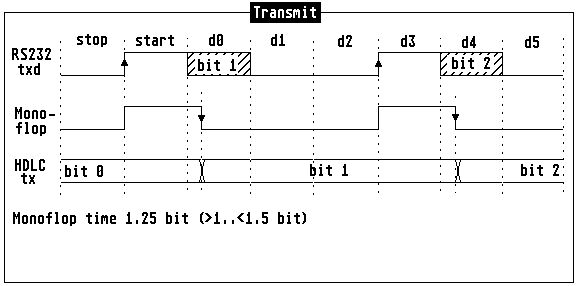 Transmit
stop start d0 d1 d2 d3 d4 d5
RS232
txd
bit 1 bit 2
Mono-
flop
HDLC
tx
bit 0 bit 1 bit 2
Monoflop time 1.25 bit (>1..<1.5 bit)